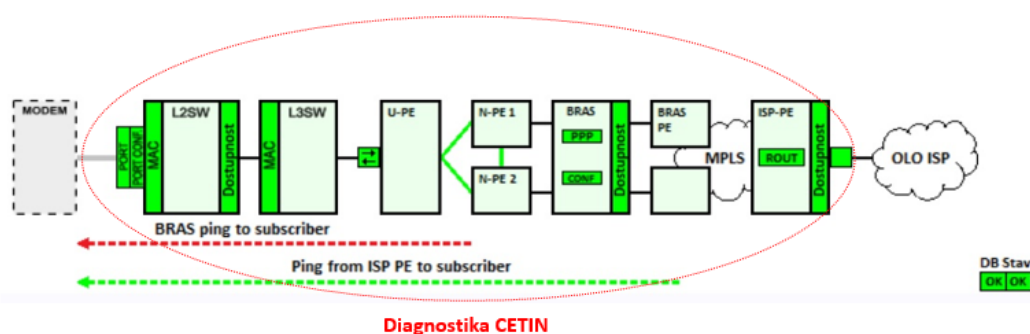 MODEM
PORT
PORT CONF
MAC
L2SW
Dostupnost
MAC
L3SW
U-PE
N-PE 1
N-PE 2
BRAS
PPP
CONF
Dostupnost
BRAS
PE
MPLS
ISP-PE
ROUT
Dostupnost
OLO ISP
BRAS ping to subscriber
Ping from ISP PE to subscriber
DB Stav
OK OK
Diagnostika CETIN